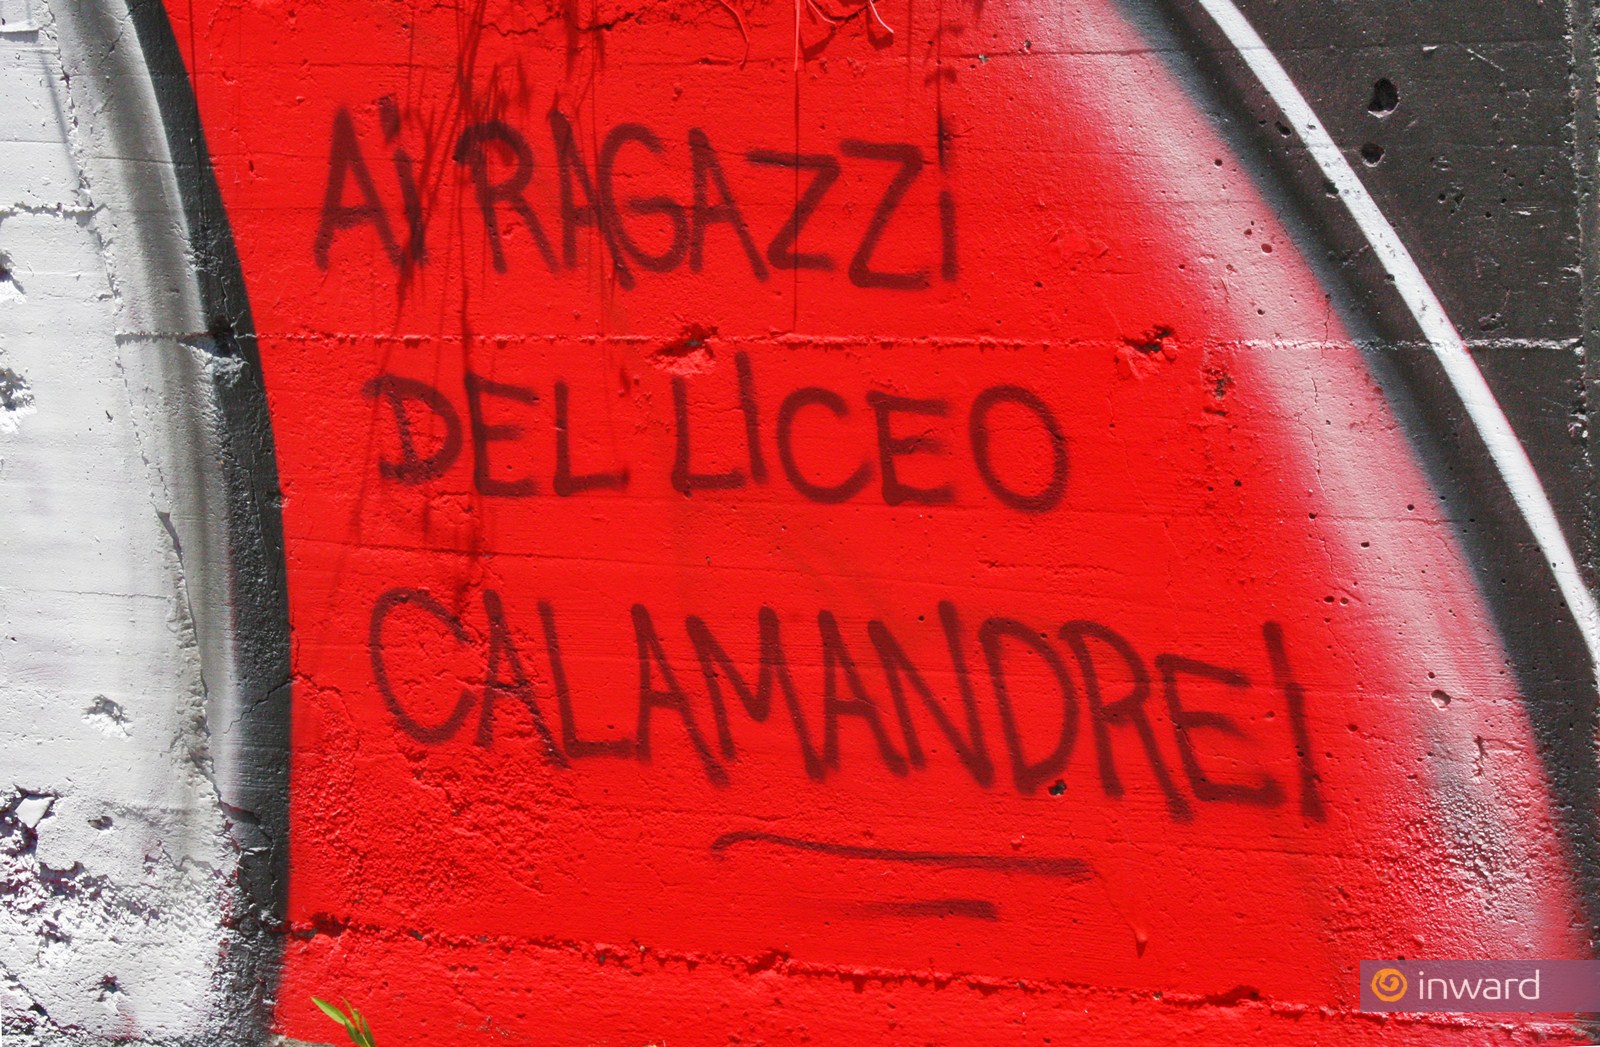 Ai RAGAZZi
DEL LICEO
CALAMANDREI
inward